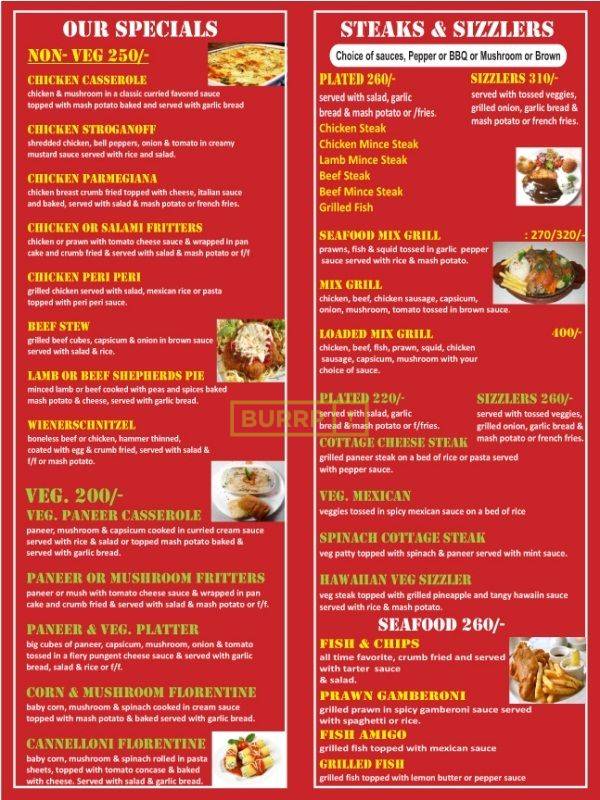 OUR SPECIALS
NON- VEG 250/-
CHICKEN CASSEROLE
chicken & mushroom in a classic curried favored sauce
topped with mash potato baked and served with garlic bread
CHICKEN STROGANOFF
shredded chicken, bell peppers, onion & tomato in creamy
mustard sauce served with rice and salad.
CHICKEN PARMEGIANA
chicken breast crumb fried topped with cheese, italian sauce
and baked, served with salad & mash potato or french fries.
CHICKEN OR SALAMI FRITTERS
chicken or prawn with tomato cheese sauce & wrapped in pan
cake and crumb fried & served with salad & mash potato or f/f
CHICKEN PERI PERI
grilled chicken served with salad, mexican rice or pasta
topped with peri peri sauce.
BEEF STEW
grilled beef cubes, capsicum & onion in brown sauce
served with salad & rice.
LAMB OR BEEF SHEPHERDS PIE
minced lamb or beef cooked with peas and spices baked
mash potato & cheese, served with garlic bread.
WIENERSCHNITZEL
boneless beef or chicken, hammer thinned,
coated with egg & crumb fried, served with salad &
f/f or mash potato.
VEG. 200/-
VEG. PANEER CASSEROLE
paneer, mushroom & capsicum cooked in curried cream sauce
served with rice & salad or topped mash potato baked &
served with garlic bread.
PANEER OR MUSHROOM FRITTERS
paneer or mush with tomato cheese sauce & wrapped in pan
cake and crumb fried & served with salad & mash potato or f/f.
PANEER & VEG. PLATTER
big cubes of paneer, capsicum, mushroom, onion & tomato
tossed in a fiery pungent cheese sauce & served with garlic
bread, salad & rice or f/f.
CORN & MUSHROOM FLORENTINE
baby corn, mushroom & spinach cooked in cream sauce
topped with mash potato & baked served with garlic bread.
CANNELLONI FLORENTINE
baby corn, mushroom & spinach rolled in pasta
sheets, topped with tomato concase & baked
with cheese. Served with salad & garlic bread.
STEAKS & SIZZLERS
Choice of sauces, Pepper or BBQ or Mushroom or Brown
PLATED 260/-
served with salad, garlic
bread & mash potato or /fries.
SIZZLERS 310/-
served with tossed veggies,
grilled onion, garlic bread &
mash potato or french fries.
Chicken Steak
Chicken Mince Steak
Lamb Mince Steak
Beef Steak
Beef Mince Steak
Grilled Fish
SEAFOOD MIX GRILL : 270/320/-
prawns, fish & squid tossed in garlic pepper
sauce served with rice & mash potato.
MIX GRILL
chicken, beef, chicken sausage, capsicum,
onion, mushroom, tomato tossed in brown sauce.
LOADED MIX GRILL 400/-
chicken, beef, fish, prawn, squid, chicken
sausage, capsicum, mushroom with your
choice of sauce.
PLATED 220/-
served with salad, garlic
bread & mash potato or f/fries.
SIZZLERS 260/-
served with tossed veggies,
grilled onion, garlic bread &
mash potato or french fries.
COTTAGE CHEESE STEAK
grilled paneer steak on a bed of rice or pasta served
with pepper sauce.
VEG. MEXICAN
veggies tossed in spicy mexican sauce on a bed of rice
SPINACH COTTAGE STEAK
veg patty topped with spinach & paneer served with mint sauce.
HAWAIIAN VEG SIZZLER
veg steak topped with grilled pineapple and tangy hawaiin sauce
served with rice & mash potato.
SEAFOOD 260/-
FISH & CHIPS
all time favorite, crumb fried and served
with tarter sauce
& salad.
PRAWN GAMBERONI
grilled prawn in spicy gamberoni sauce served
with spaghetti or rice.
FISH AMIGO
grilled fish topped with mexican sauce
GRILLED FISH
grilled fish topped with lemon butter or pepper sauce